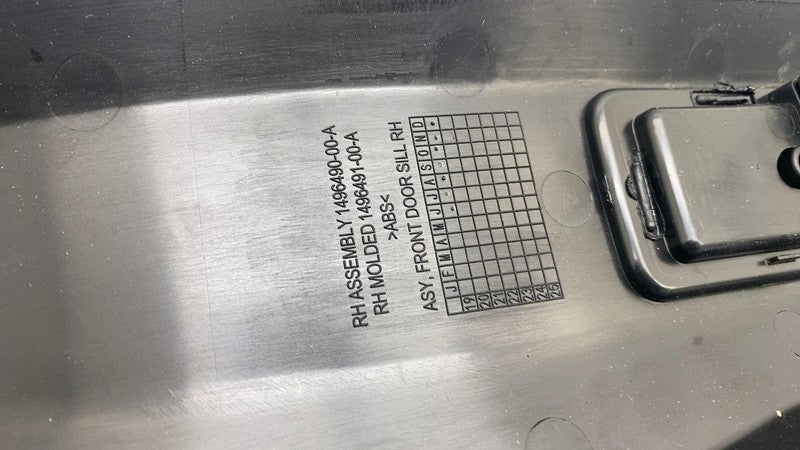 RH ASSEMBLY 1496490-00-A
RH MOLDED 1496491-00-A
>ABS<
ASY, FRONT DOOR SILL RH
J F M A M J J A S O N D
19
20
21
22
23
24
25